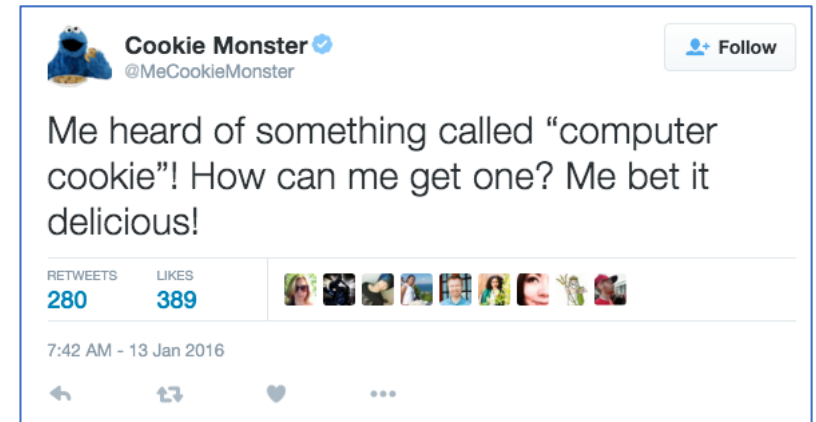 Cookie Monster
@MeCookieMonster
Follow
Me heard of something called “computer
cookie”! How can me get one? Me bet it
delicious!
RETWEETS LIKES
280 389
7:42 AM - 13 Jan 2016